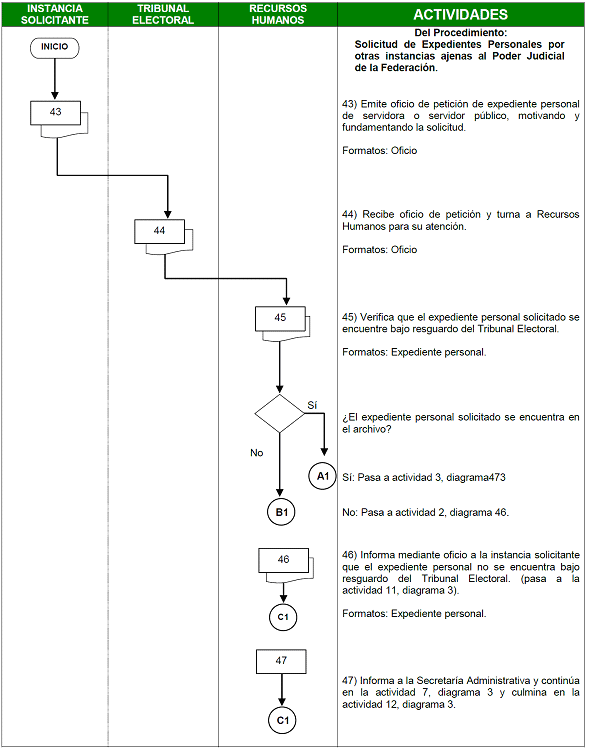 INSTANCIA
SOLICITANTE
TRIBUNAL
ELECTORAL
RECURSOS
HUMANOS
ACTIVIDADES
INICIO
Del Procedimiento:
Solicitud de Expedientes Personales por
otras instancias ajenas al Poder Judicial
de la Federación.
43
43) Emite oficio de petición de expediente personal
de servidora o servidor público, motivando y
fundamentando la solicitud.
Formatos: Oficio
44
44) Recibe oficio de petición y turna a Recursos
Humanos para su atención.
Formatos: Oficio
45
45) Verifica que el expediente personal solicitado se
encuentre bajo resguardo del Tribunal Electoral.
Formatos: Expediente personal.
Sí
No
¿El expediente personal solicitado se encuentra en
el archivo?
A1
Sí: Pasa a actividad 3, diagrama473
B1
No: Pasa a actividad 2, diagrama 46.
46
C1
46) Informa mediante oficio a la instancia solicitante
que el expediente personal no se encuentra bajo
resguardo del Tribunal Electoral. (pasa a la
actividad 11, diagrama 3).
Formatos: Expediente personal.
47
C1
47) Informa a la Secretaría Administrativa y continúa
en la actividad 7, diagrama 3 y culmina en la
actividad 12, diagrama 3.